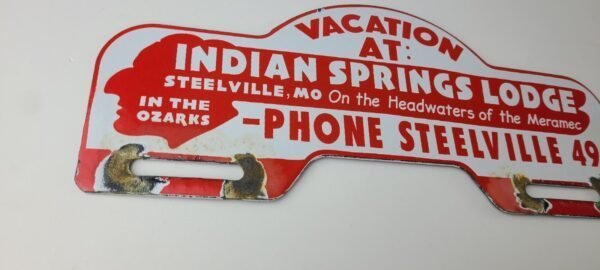 VACATION
AT:
INDIAN SPRINGS LODGE
STEELVILLE, MO On the Headwaters of the Meramec
IN THE
OZARKS
-PHONE STEELVILLE 49